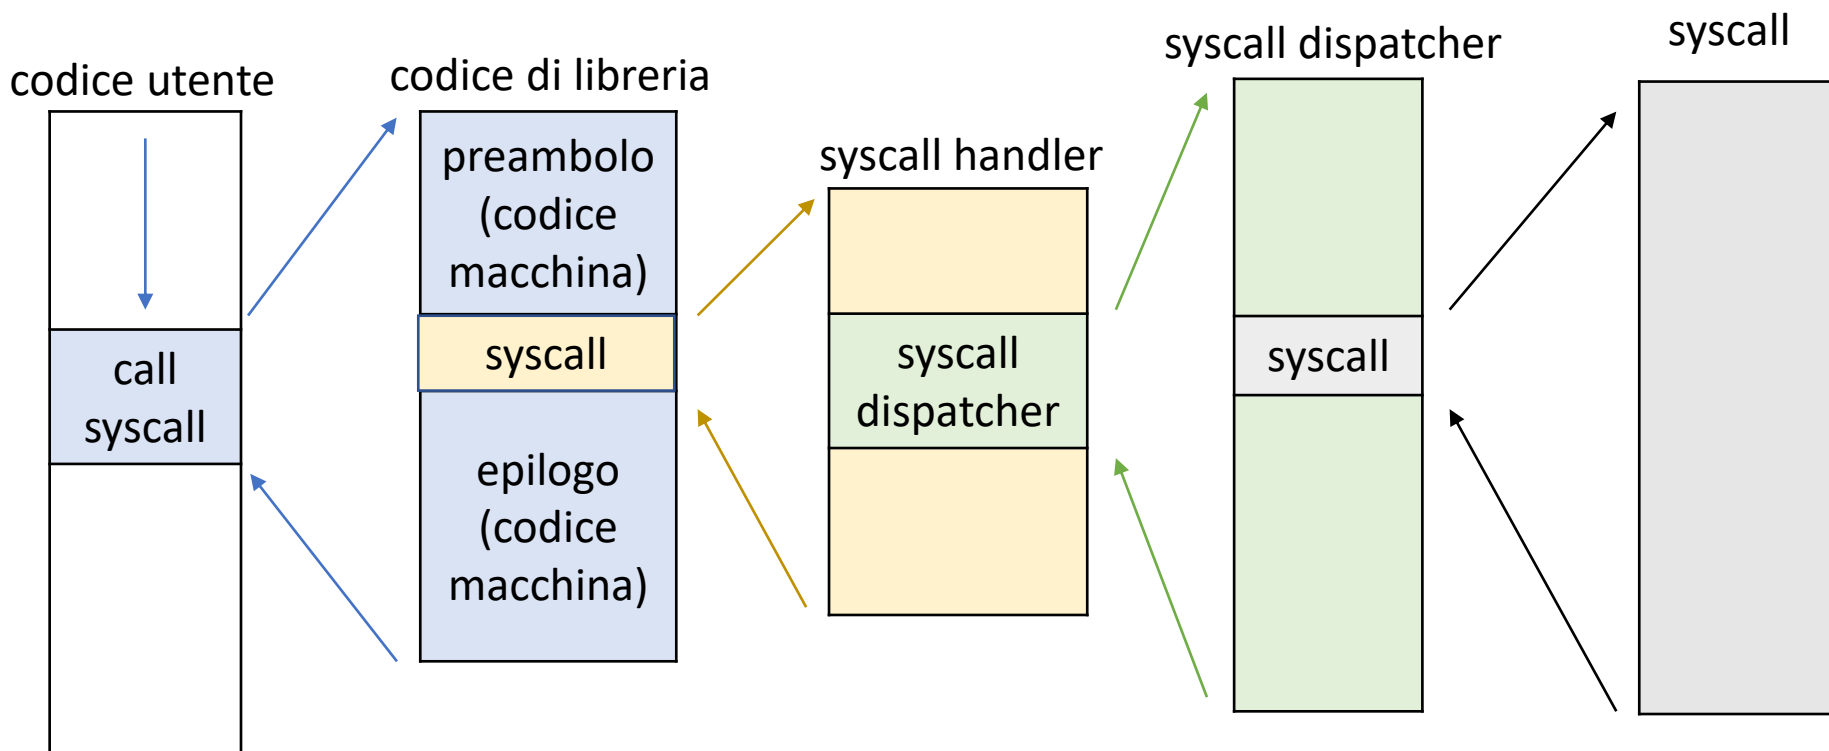 codice utente
call
syscall
codice di libreria
preambolo
(codice
macchina)
syscall
epilogo
(codice
macchina)
syscall handler
syscall
dispatcher
syscall dispatcher
syscall
syscall